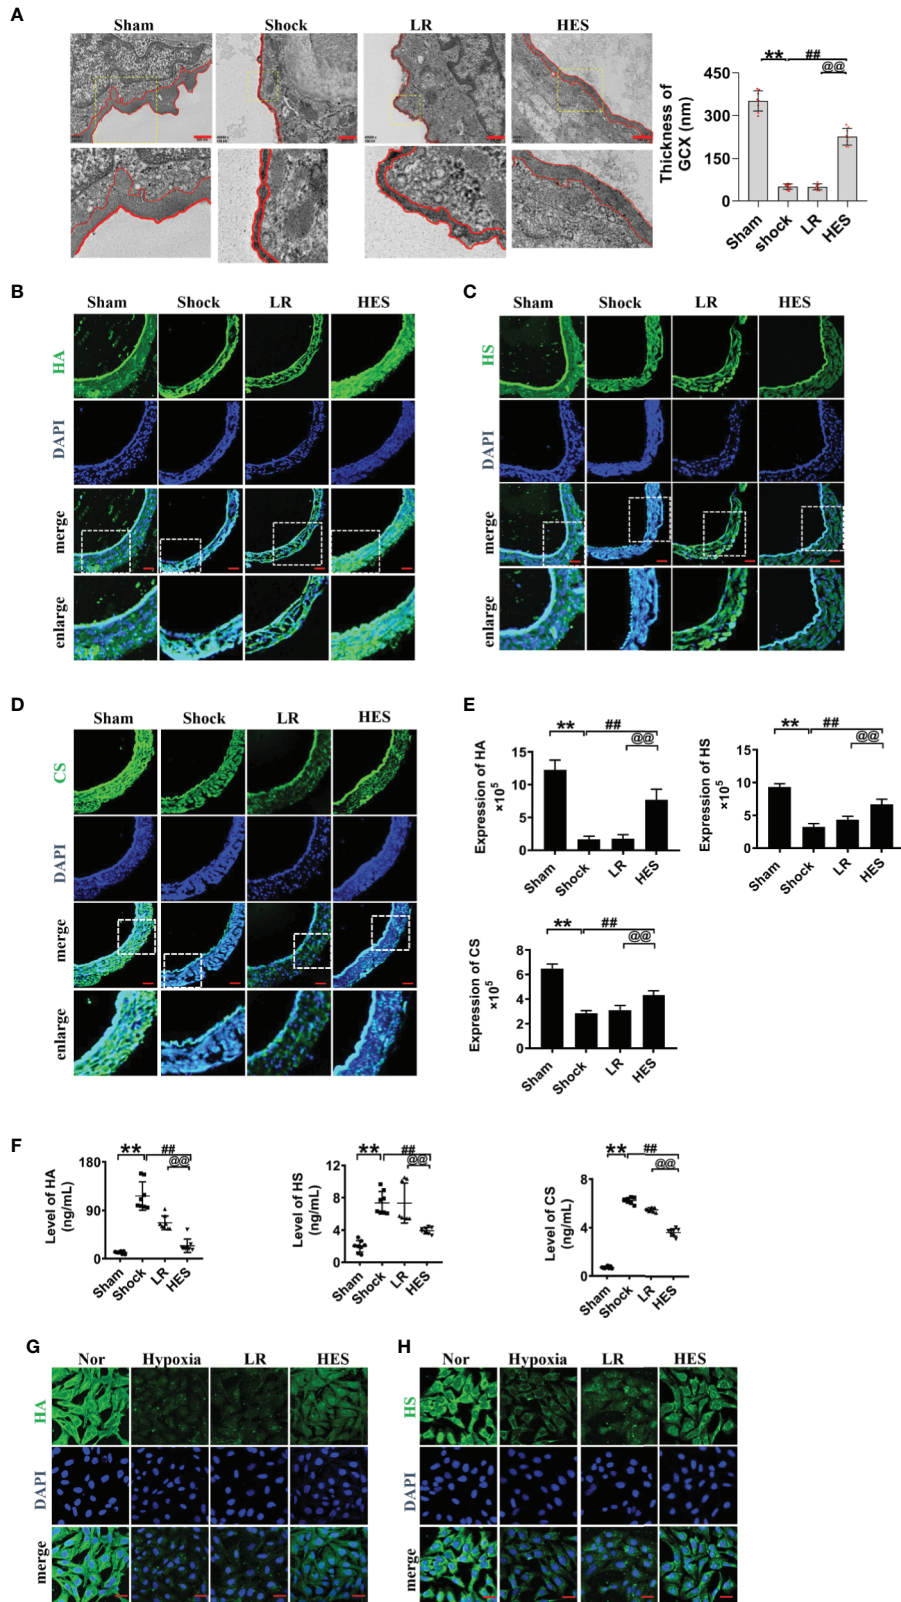 A
Sham Shock LR HES
** ##
@@
Thickness of
GCX (nm)
450
300
150
0
Sham shock LR HES
B
Sham Shock LR HES
HA
DAPI
merge
enlarge
C
Sham Shock LR HES
HS
DAPI
merge
enlarge
D
Sham Shock LR HES
CS
DAPI
merge
enlarge
E
** ##
@@
Expression of HA
×10⁵
15
10
5
0
Sham Shock LR HES
** ##
@@
Expression of HS
×10⁵
15
10
5
0
Sham Shock LR HES
** ##
@@
Expression of CS
×10⁵
8
6
4
2
0
Sham Shock LR HES
F
** ##
@@
Level of HA
(ng/mL)
180
90
0
Sham Shock LR HES
** ##
@@
Level of HS
(ng/mL)
12
8
4
0
Sham Shock LR HES
** ##
@@
Level of CS
(ng/mL)
8
4
0
Sham Shock LR HES
G
Nor Hypoxia LR HES
HA
DAPI
merge
H
Nor Hypoxia LR HES
HS
DAPI
merge